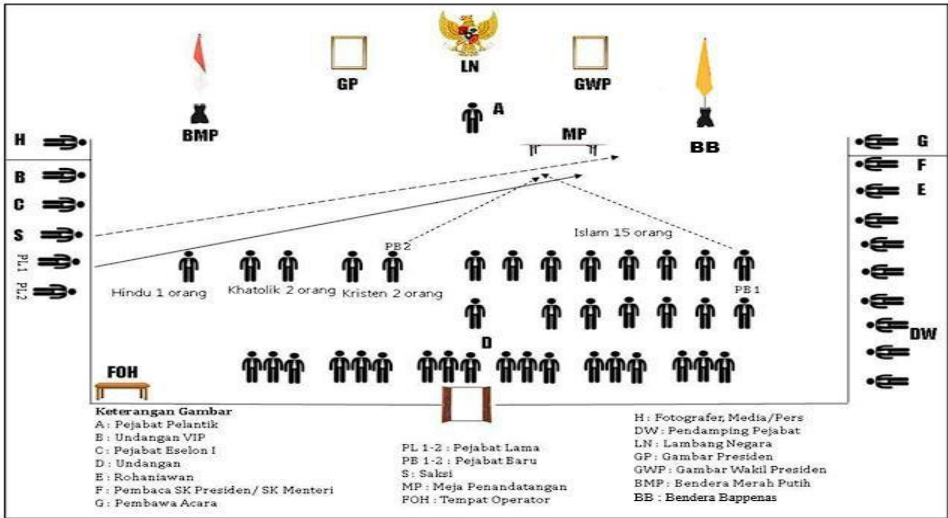 GP
LN
GWP
A
BMP
MP
BB
H
B
C
S
PL 1
PL 2
G
F
E
DW
Islam 15 orang
PB 2
PB 1
Hindu 1 orang
Khatolik 2 orang
Kristen 2 orang
D
FOH
Keterangan Gambar
A : Pejabat Pelantik
B : Undangan VIP
C : Pejabat Eselon I
D : Undangan
E : Rohaniawan
F : Pembaca SK Presiden/ SK Menteri
G : Pembawa Acara
PL 1-2 : Pejabat Lama
PB 1-2 : Pejabat Baru
S : Saksi
MP : Meja Penandatangan
FOH : Tempat Operator
H : Fotografer, Media/Pers
DW : Pendamping Pejabat
LN : Lambang Negara
GP : Gambar Presiden
GWP : Gambar Wakil Presiden
BMP : Bendera Merah Putih
BB : Bendera Bappenas